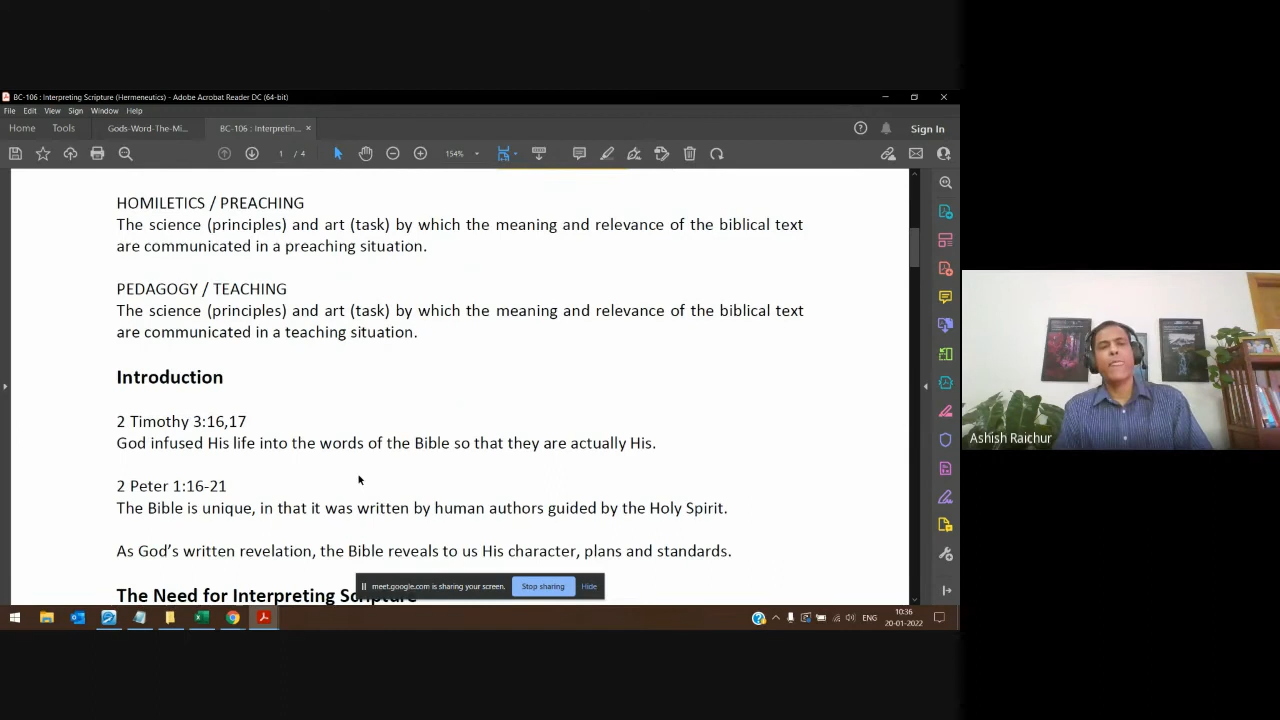 BC-106 : Interpreting Scripture (Hermeneutics) - Adobe Acrobat Reader DC (64-bit)
File Edit View Sign Window Help
Home Tools Gods-Word-The-Mi... BC-106 : Interpretin... × Sign In
1 / 4 154%
HOMILETICS / PREACHING
The science (principles) and art (task) by which the meaning and relevance of the biblical text
are communicated in a preaching situation.
PEDAGOGY / TEACHING
The science (principles) and art (task) by which the meaning and relevance of the biblical text
are communicated in a teaching situation.
Introduction
2 Timothy 3:16,17
God infused His life into the words of the Bible so that they are actually His.
2 Peter 1:16-21
The Bible is unique, in that it was written by human authors guided by the Holy Spirit.
As God's written revelation, the Bible reveals to us His character, plans and standards.
The Need for Interpreting Scripture
meet.google.com is sharing your screen. Stop sharing Hide
ENG
10:36
20-01-2022
Ashish Raichur